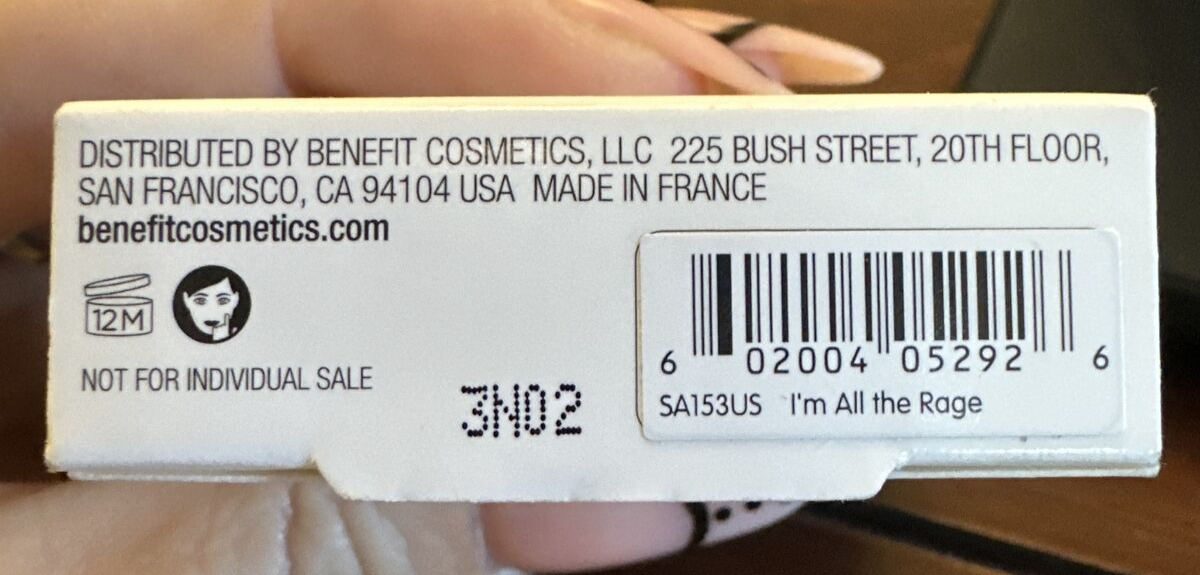 DISTRIBUTED BY BENEFIT COSMETICS, LLC 225 BUSH STREET, 20TH FLOOR,
SAN FRANCISCO, CA 94104 USA MADE IN FRANCE
benefitcosmetics.com
12M
NOT FOR INDIVIDUAL SALE
3N02
6 02004 05292 6
SA153US I'm All the Rage